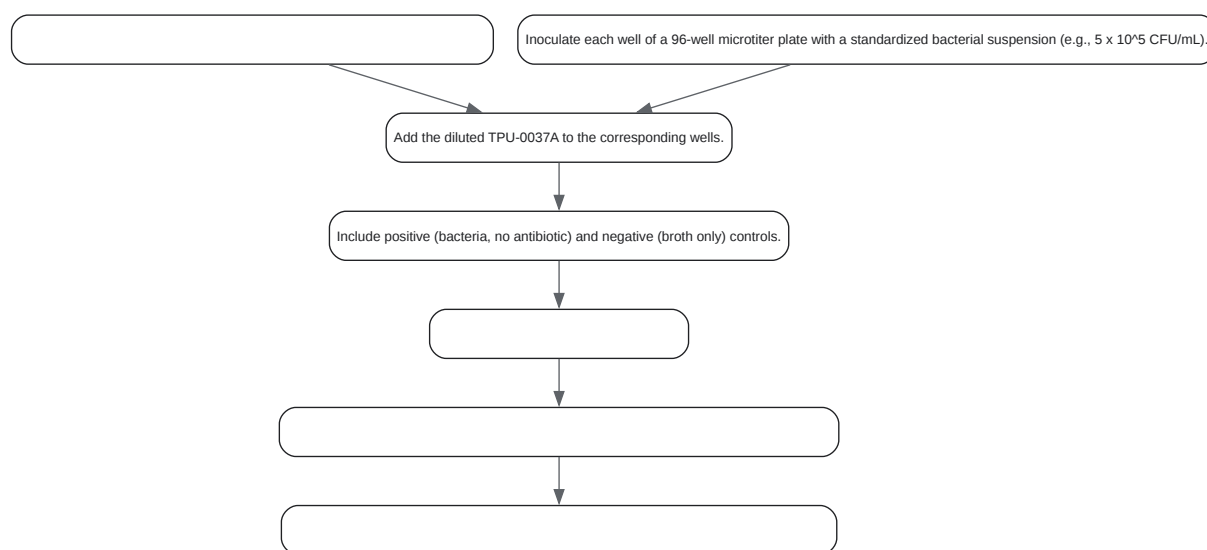 Inoculate each well of a 96-well microtiter plate with a standardized bacterial suspension (e.g., 5 x 10^5 CFU/mL).
Add the diluted TPU-0037A to the corresponding wells.
Include positive (bacteria, no antibiotic) and negative (broth only) controls.